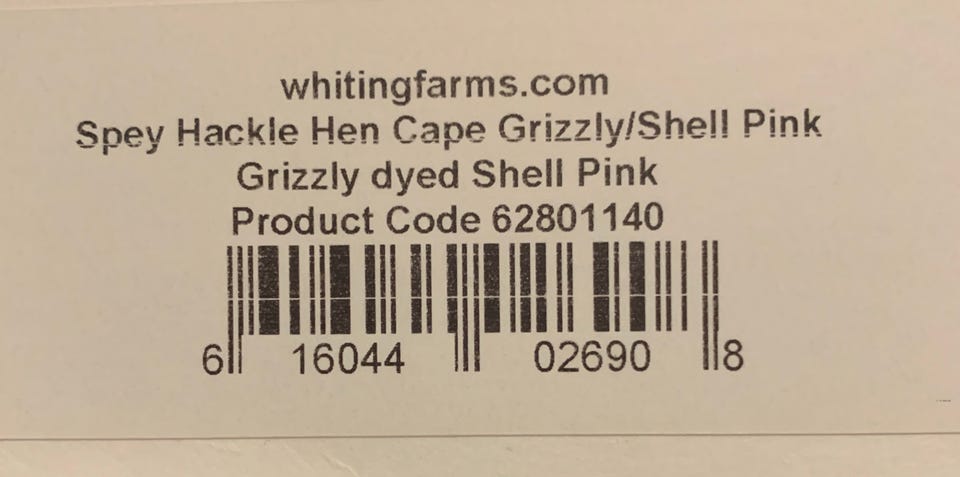 whitingfarms.com
Spey Hackle Hen Cape Grizzly/Shell Pink
Grizzly dyed Shell Pink
Product Code 62801140
6 16044 02690 8